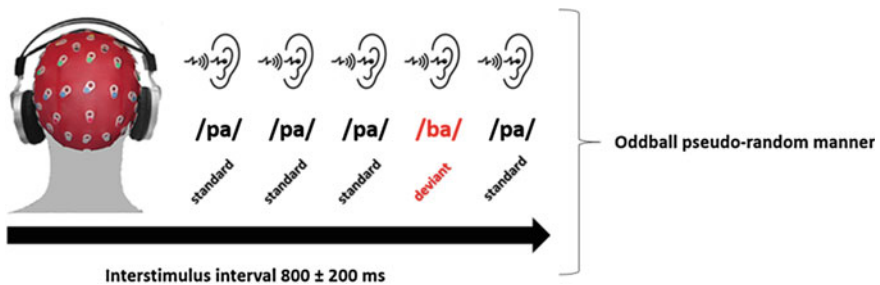 /pa/ /pa/ /pa/ /ba/ /pa/
standard standard standard deviant standard
Oddball pseudo-random manner
Interstimulus interval 800 ± 200 ms